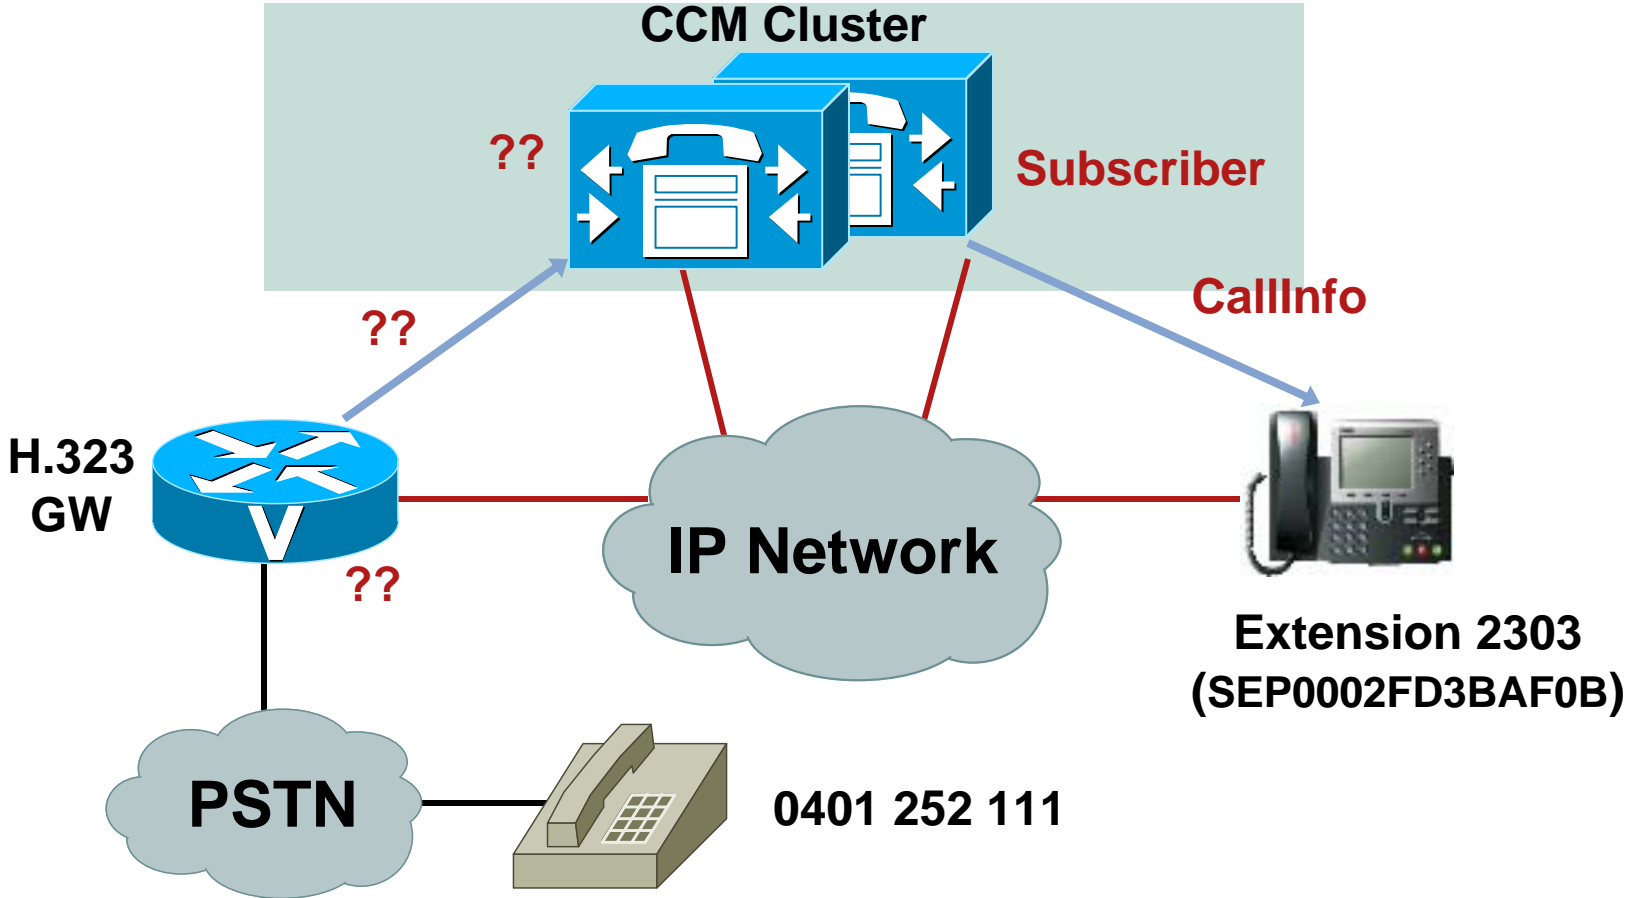 CCM Cluster
??
Subscriber
CallInfo
??
H.323
GW
IP Network
??
Extension 2303
(SEP0002FD3BAF0B)
PSTN
0401 252 111